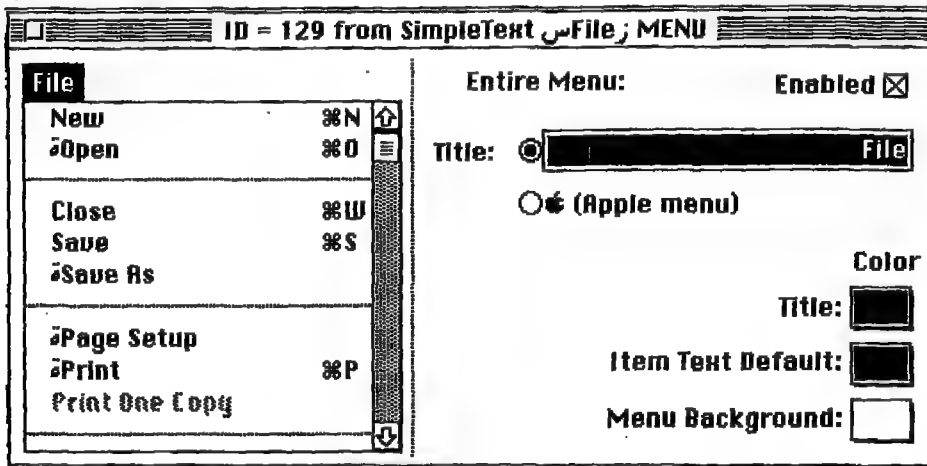 ID = 129 from SimpleText سFileز MENU
File
New ⌘N
Open ⌘O
Close ⌘W
Save ⌘S
Save As
Page Setup
Print ⌘P
Print One Copy
Entire Menu: Enabled
Title: File
(Apple menu)
Color
Title:
Item Text Default:
Menu Background: